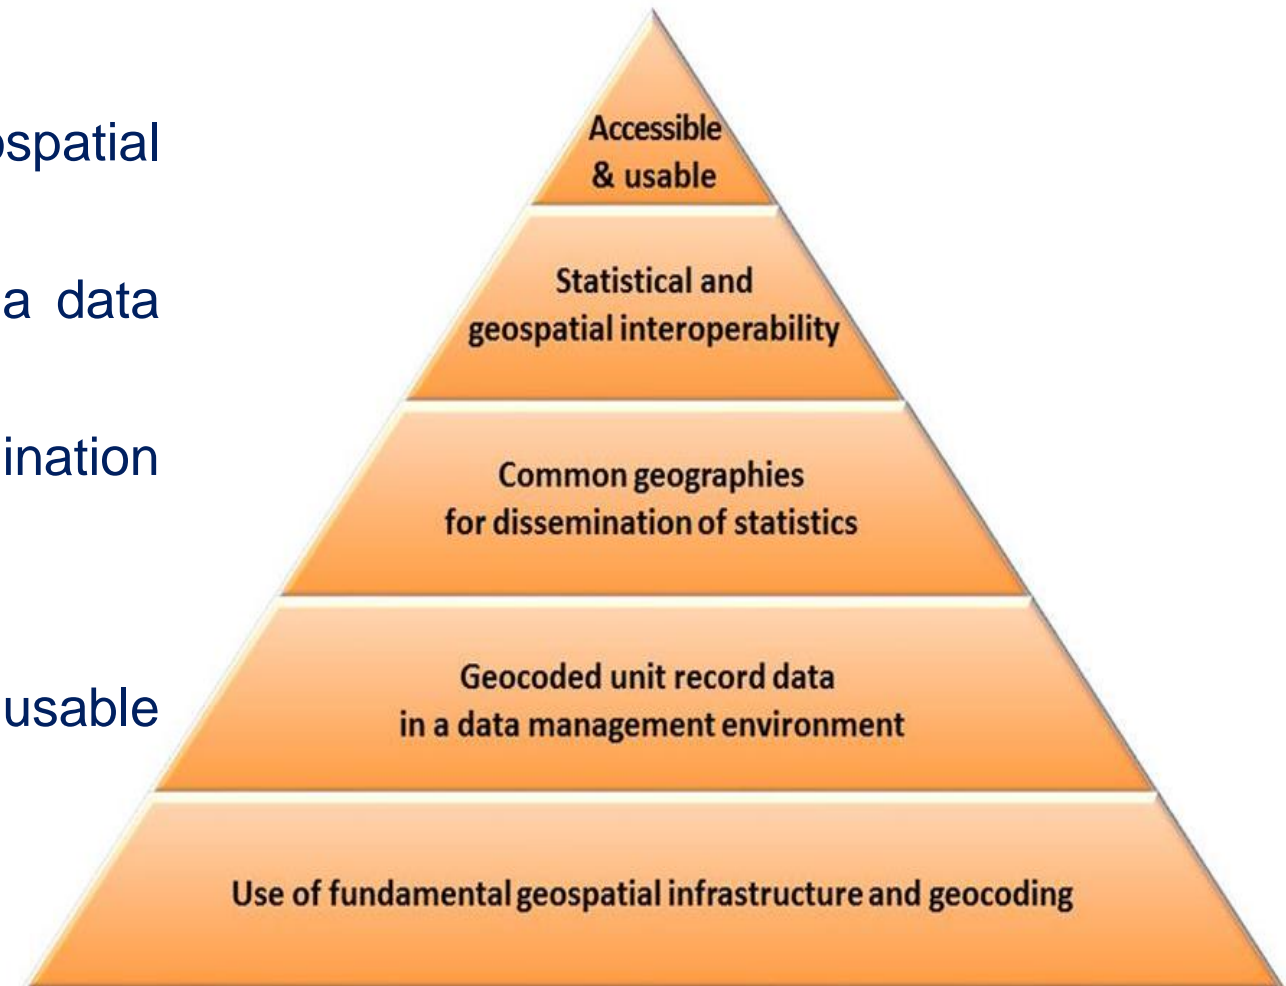 ospatial
a data
ination
usable
Accessible
& usable
Statistical and
geospatial interoperability
Common geographies
for dissemination of statistics
Geocoded unit record data
in a data management environment
Use of fundamental geospatial infrastructure and geocoding